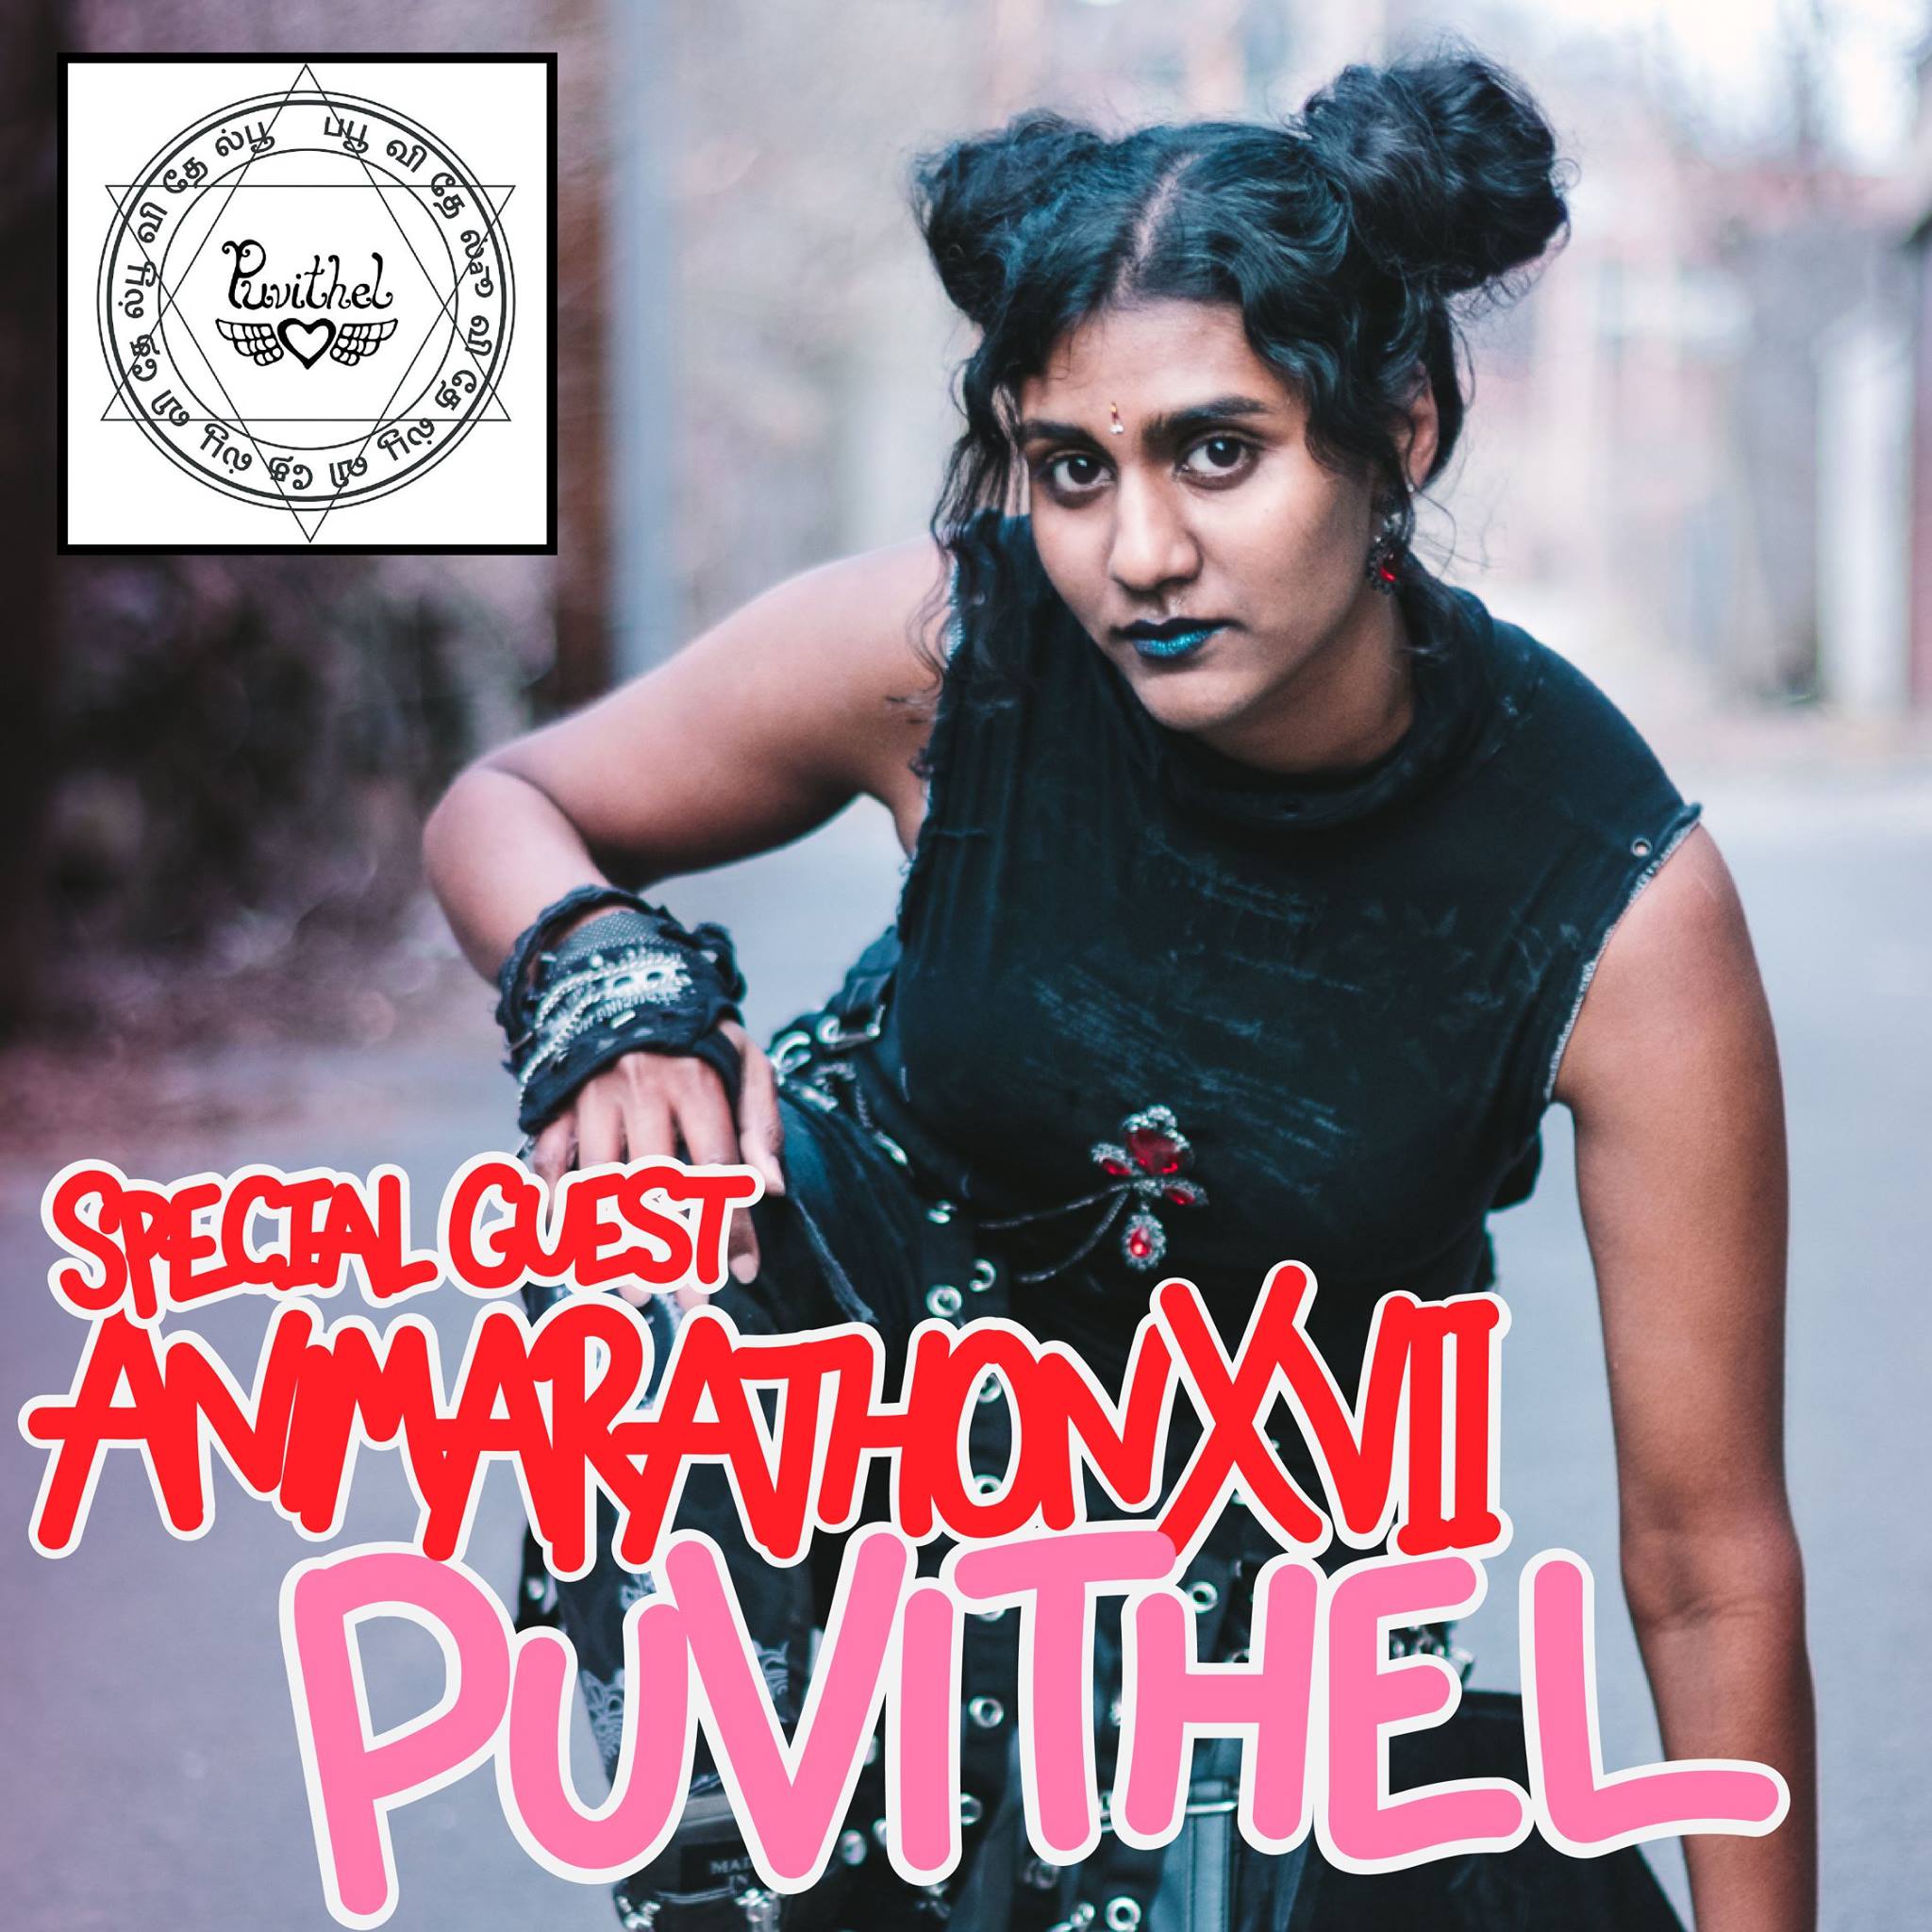 பூ வி தே ல்பூ வி தே ல்பூ வி தே ல்பூ வி தே ல்பூ வி தே ல்பூ
Puvithel
SPECIAL GUEST
ANIMARATHON XVII
PUVITHEL